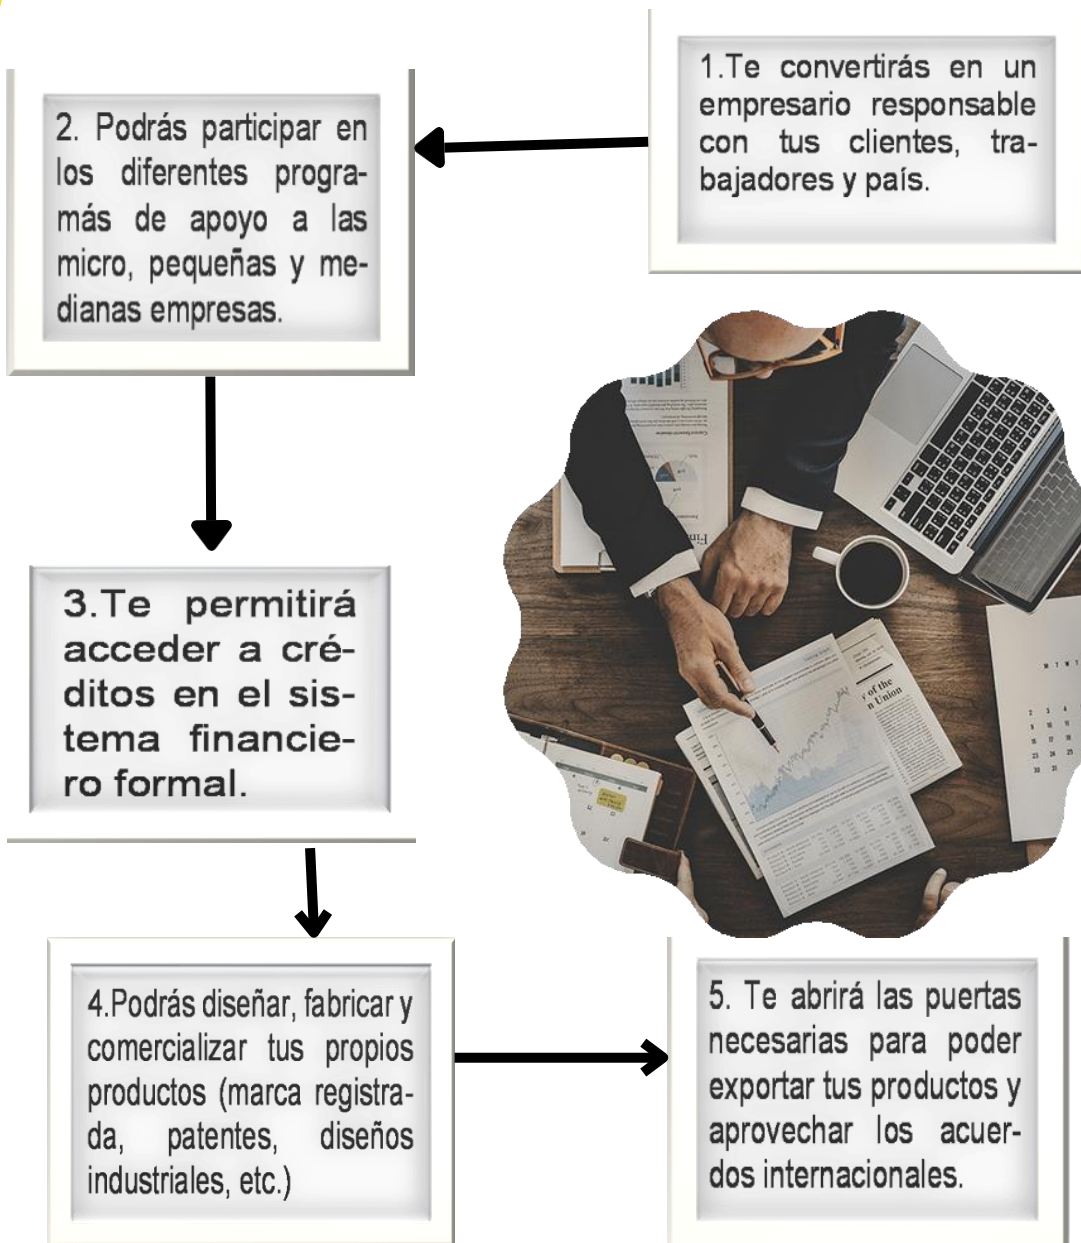 1.Te convertirás en un
empresario responsable
con tus clientes, tra-
bajadores y país.
2. Podrás participar en
los diferentes progra-
más de apoyo a las
micro, pequeñas y me-
dianas empresas.
3.Te permitirá
acceder a cré-
ditos en el sis-
tema financie-
ro formal.
4.Podrás diseñar, fabricar y
comercializar tus propios
productos (marca registra-
da, patentes, diseños
industriales, etc.)
5. Te abrirá las puertas
necesarias para poder
exportar tus productos y
aprovechar los acuer-
dos internacionales.
of the
n Union